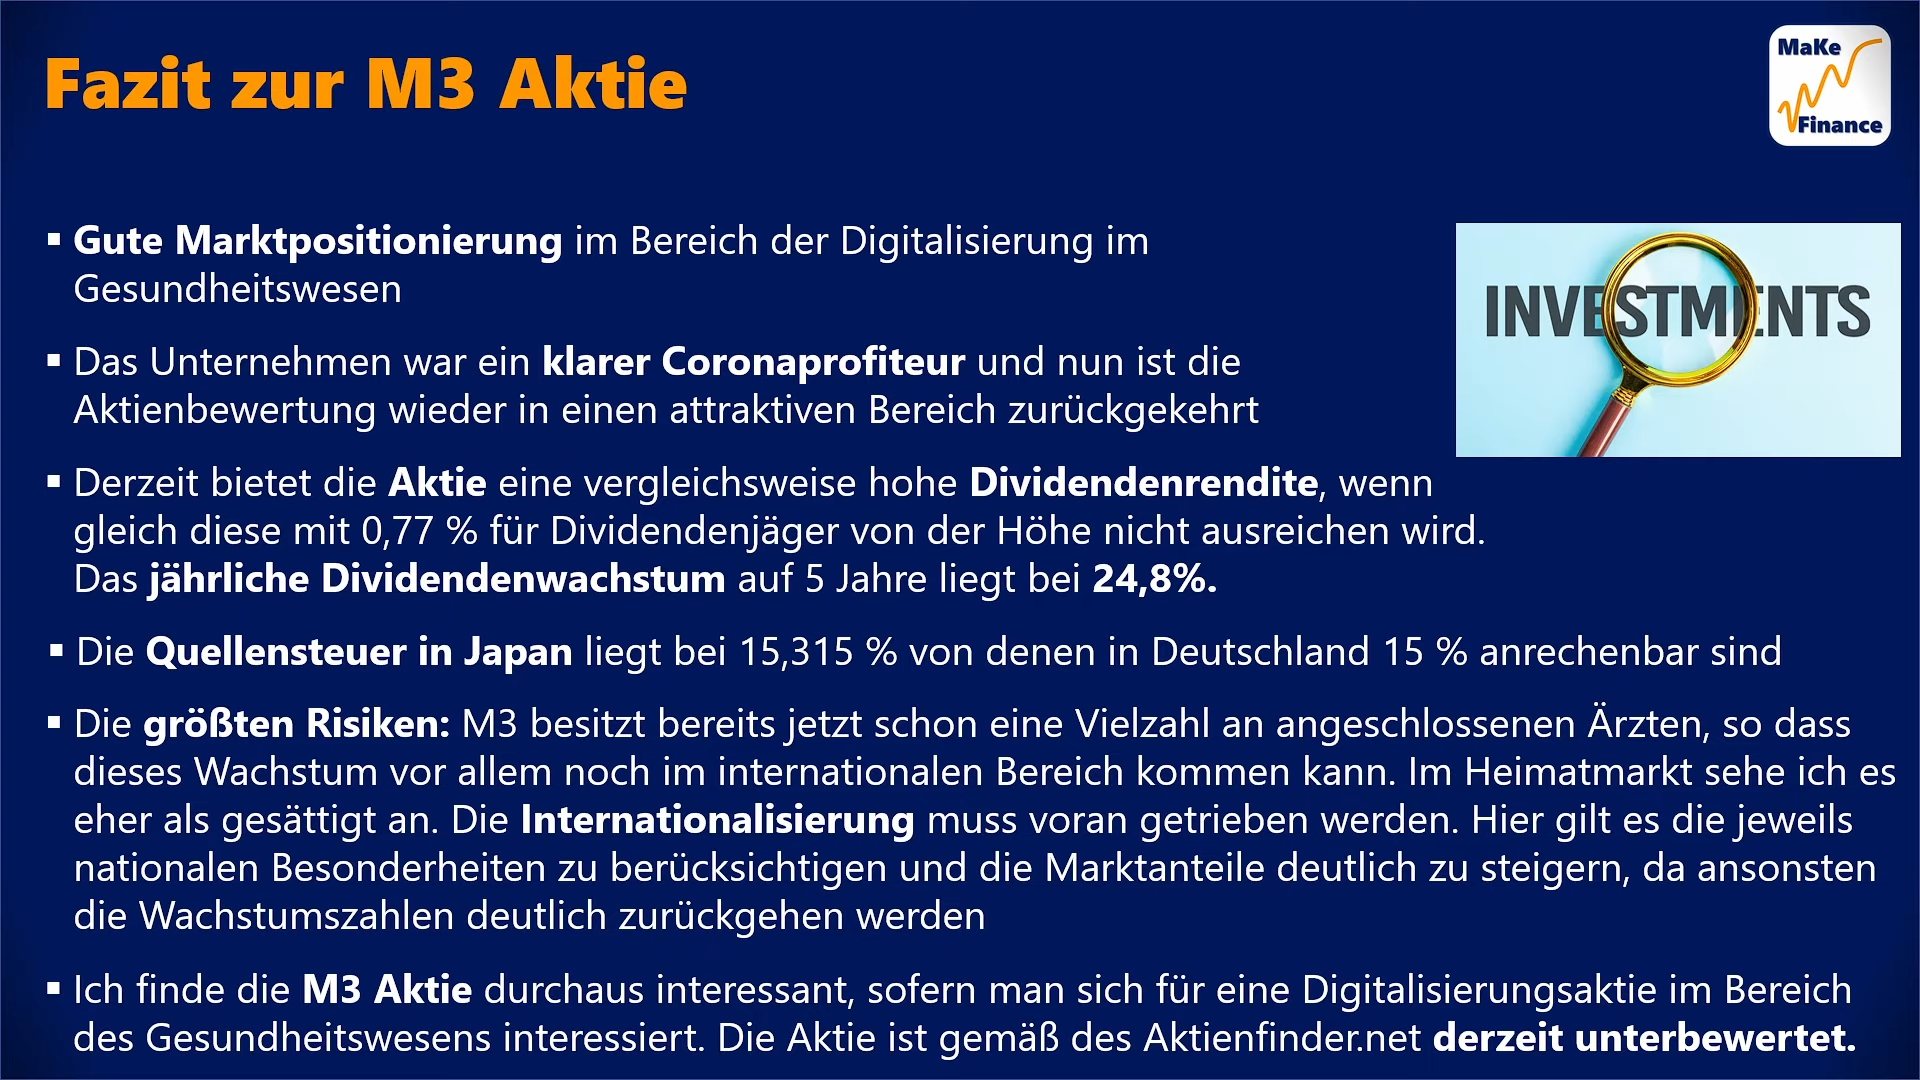 Fazit zur M3 Aktie
MaKe
Finance
▪ Gute Marktpositionierung im Bereich der Digitalisierung im
Gesundheitswesen
INVESTMENTS
▪ Das Unternehmen war ein klarer Coronaprofiteur und nun ist die
Aktienbewertung wieder in einen attraktiven Bereich zurückgekehrt
▪ Derzeit bietet die Aktie eine vergleichsweise hohe Dividendenrendite, wenn
gleich diese mit 0,77 % für Dividendenjäger von der Höhe nicht ausreichen wird.
Das jährliche Dividendenwachstum auf 5 Jahre liegt bei 24,8%.
▪ Die Quellensteuer in Japan liegt bei 15,315 % von denen in Deutschland 15 % anrechenbar sind
▪ Die größten Risiken: M3 besitzt bereits jetzt schon eine Vielzahl an angeschlossenen Ärzten, so dass
dieses Wachstum vor allem noch im internationalen Bereich kommen kann. Im Heimatmarkt sehe ich es
eher als gesättigt an. Die Internationalisierung muss voran getrieben werden. Hier gilt es die jeweils
nationalen Besonderheiten zu berücksichtigen und die Marktanteile deutlich zu steigern, da ansonsten
die Wachstumszahlen deutlich zurückgehen werden
▪ Ich finde die M3 Aktie durchaus interessant, sofern man sich für eine Digitalisierungsaktie im Bereich
des Gesundheitswesens interessiert. Die Aktie ist gemäß des Aktienfinder.net derzeit unterbewertet.